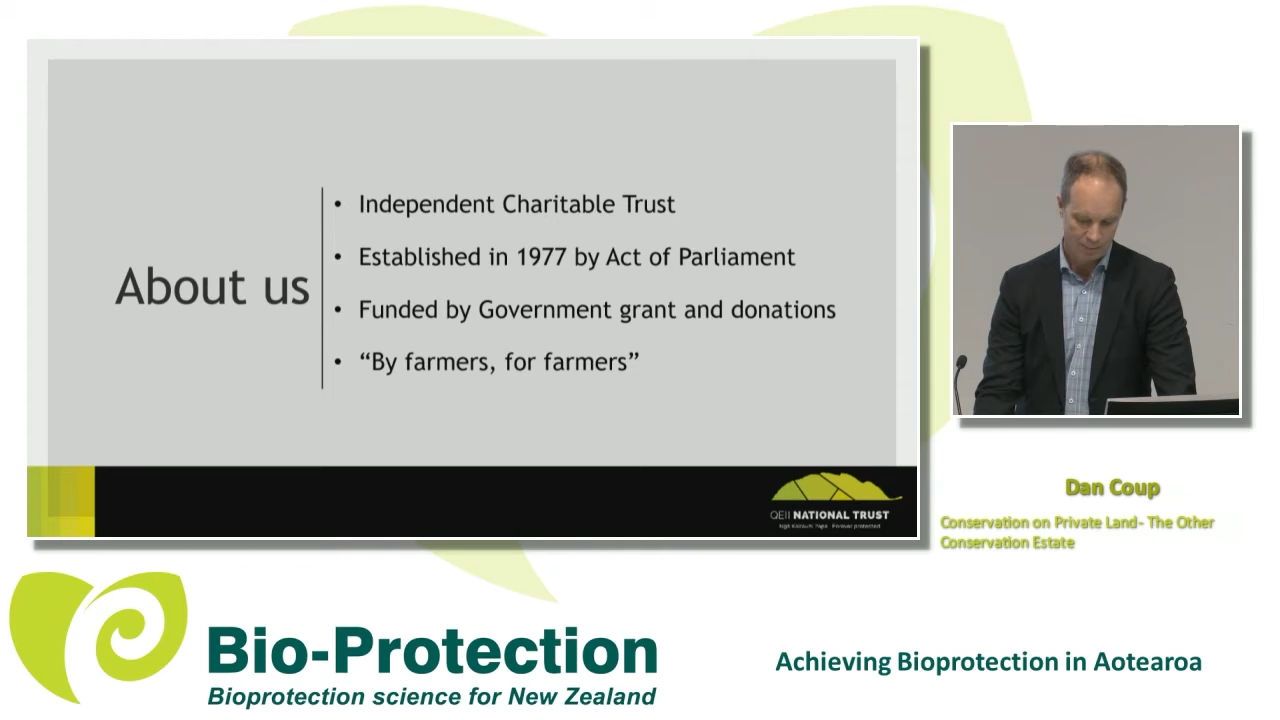 About us
• Independent Charitable Trust
• Established in 1977 by Act of Parliament
• Funded by Government grant and donations
• “By farmers, for farmers”
QEII NATIONAL TRUST
Ngā Kairauhī Papa Forever protected
Dan Coup
Conservation on Private Land- The Other
Conservation Estate
Bio-Protection
Bioprotection science for New Zealand
Achieving Bioprotection in Aotearoa